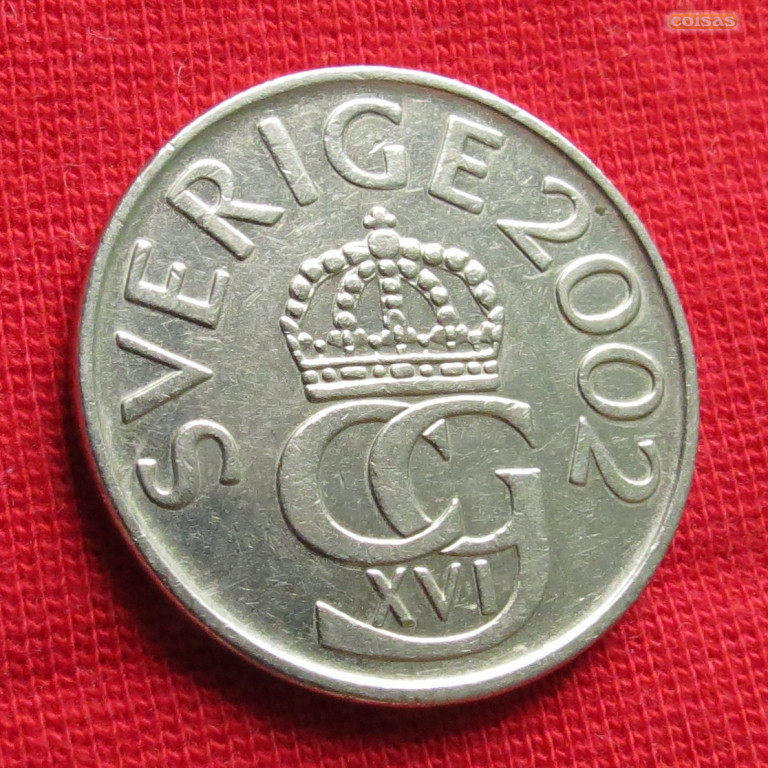 coisas
SVERIGE 2002
CG
XVI